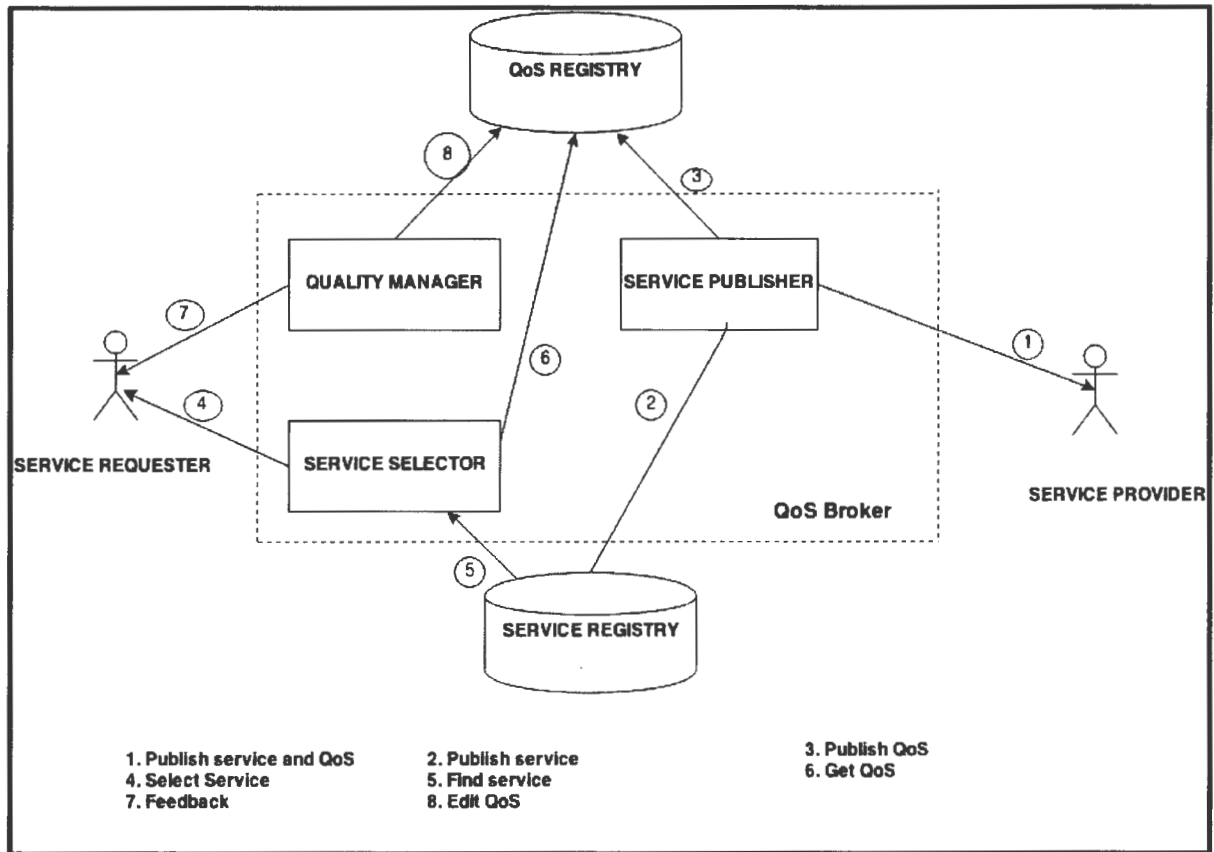 QoS REGISTRY
8
3
QUALITY MANAGER
SERVICE PUBLISHER
7
6
1
2
4
SERVICE REQUESTER
SERVICE SELECTOR
SERVICE PROVIDER
QoS Broker
5
SERVICE REGISTRY
1. Publish service and QoS
4. Select Service
7. Feedback
2. Publish service
5. Find service
8. Edit QoS
3. Publish QoS
6. Get QoS